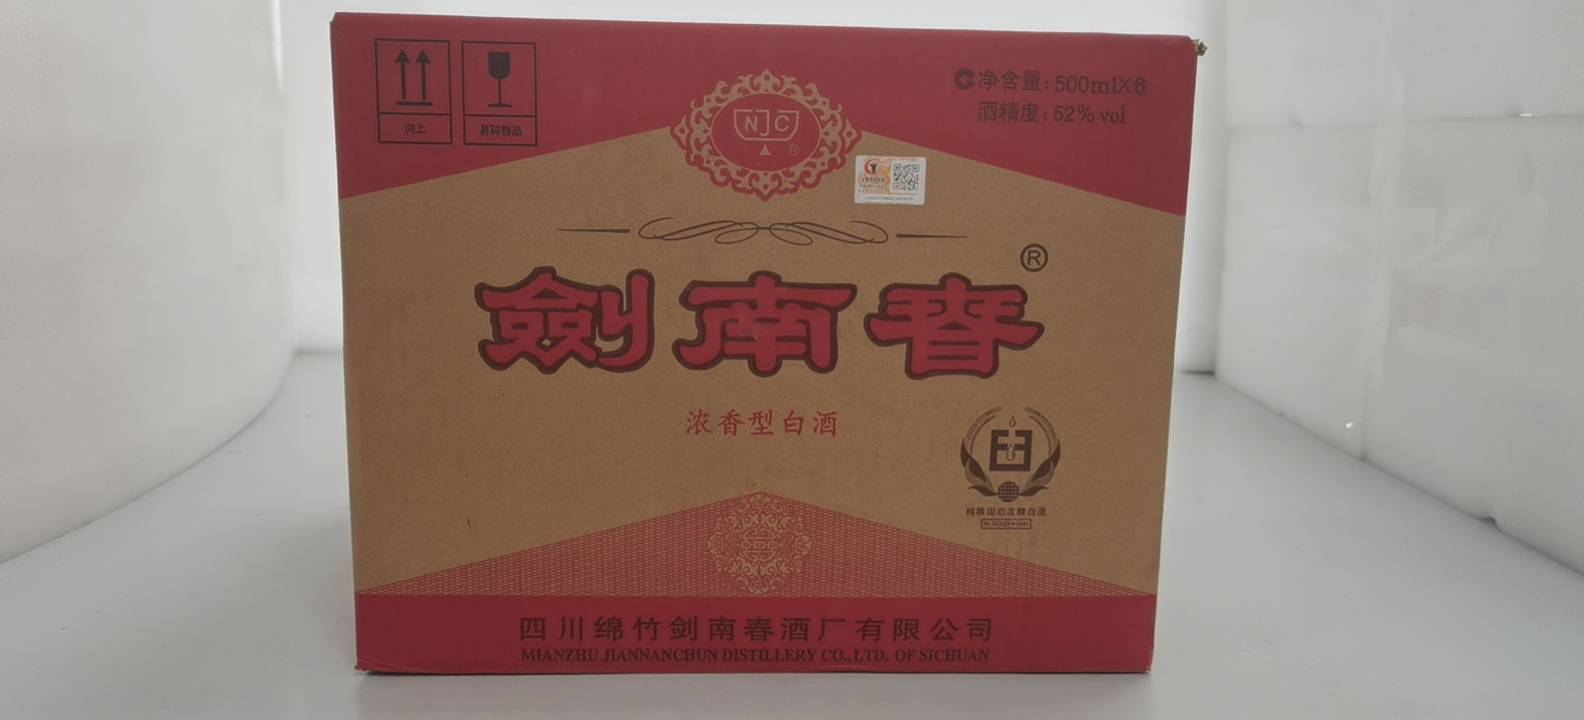 向上
易碎物品
NJC
®
净含量:500mlX6
酒精度:52% vol
劍南春®
浓香型白酒
纯粮固态发酵白酒
四川绵竹剑南春酒厂有限公司
MIANZHU JIANNANCHUN DISTILLERY CO.,LTD. OF SICHUAN